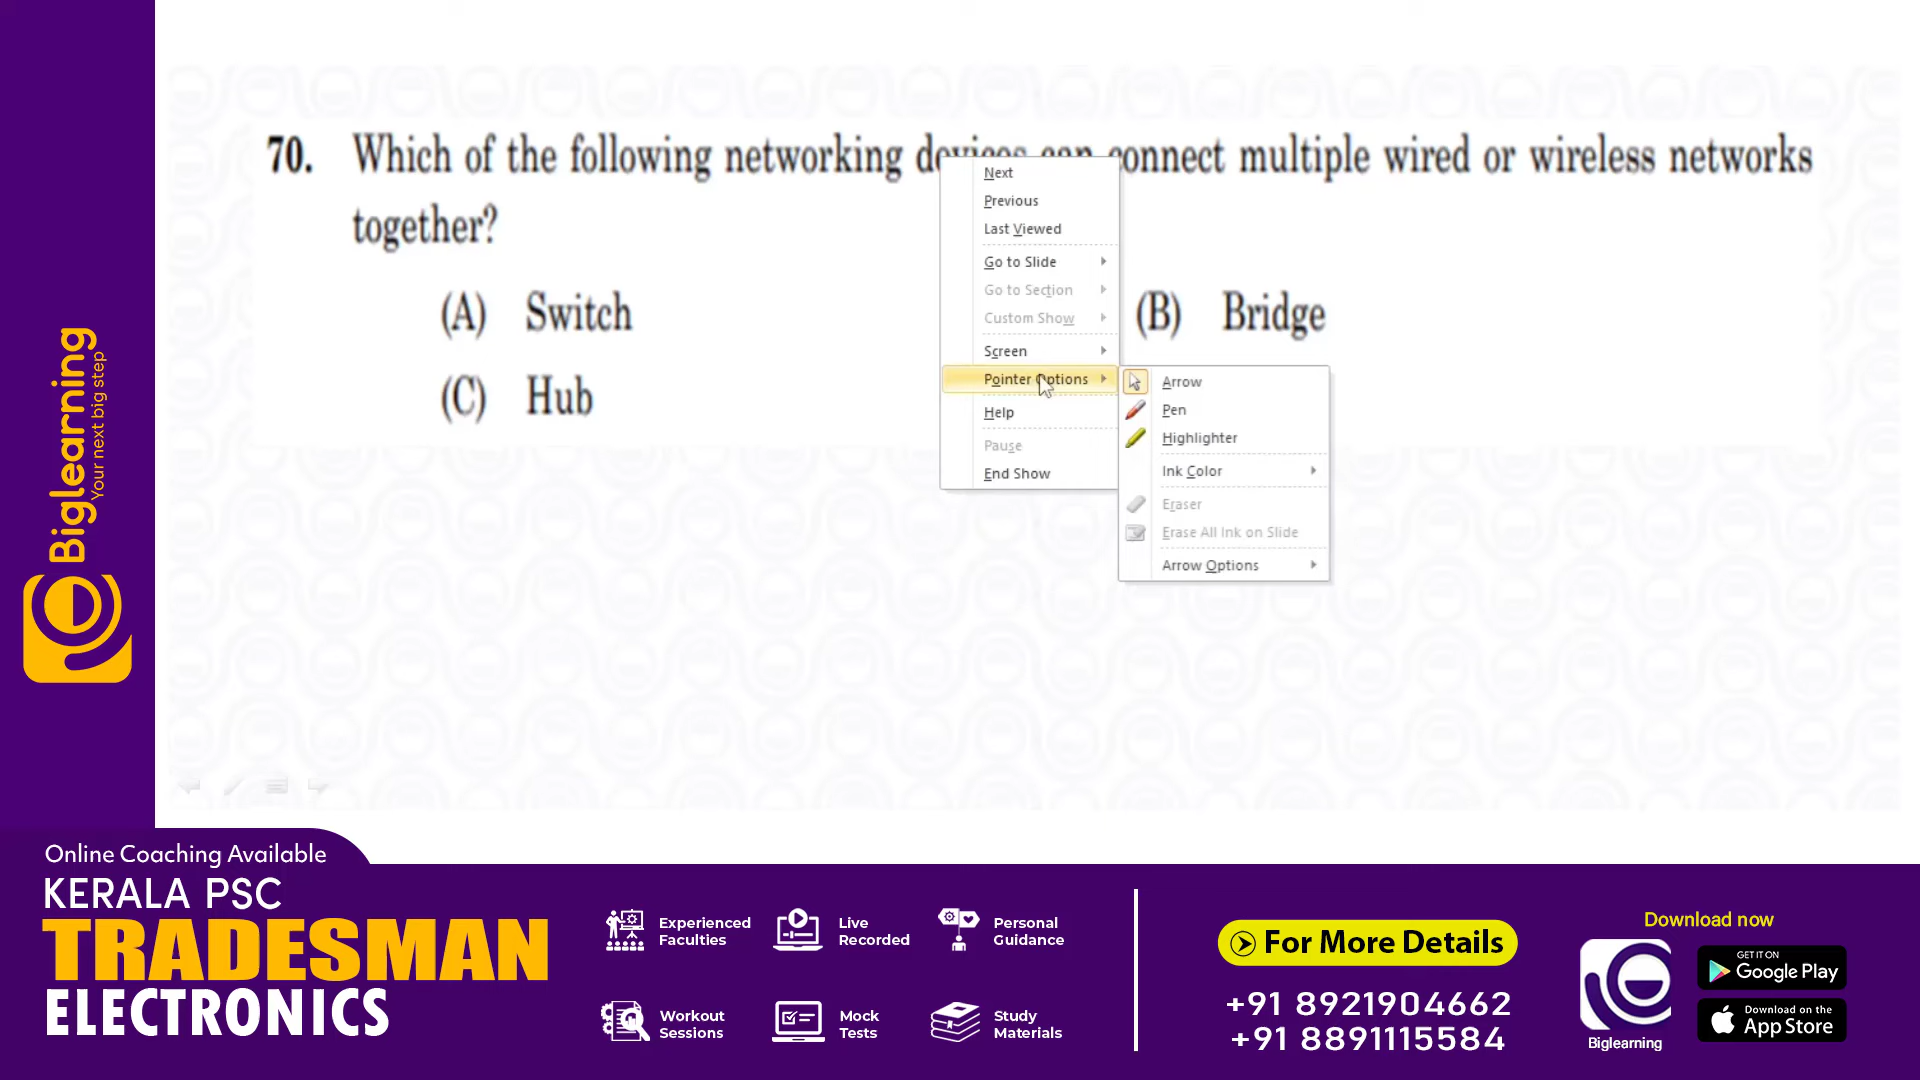 70. Which of the following networking devices can connect multiple wired or wireless networks
together?
(A) Switch
(B) Bridge
(C) Hub
Next
Previous
Last Viewed
Go to Slide
Go to Section
Custom Show
Screen
Pointer Options
Help
Pause
End Show
Arrow
Pen
Highlighter
Ink Color
Eraser
Erase All Ink on Slide
Arrow Options
Biglearning
Your next big step
Online Coaching Available
KERALA PSC
TRADESMAN
ELECTRONICS
Experienced
Faculties
Live
Recorded
Personal
Guidance
Workout
Sessions
Mock
Tests
Study
Materials
For More Details
+91 8921904662
+91 8891115584
Download now
Biglearning
GET IT ON
Google Play
Download on the
App Store